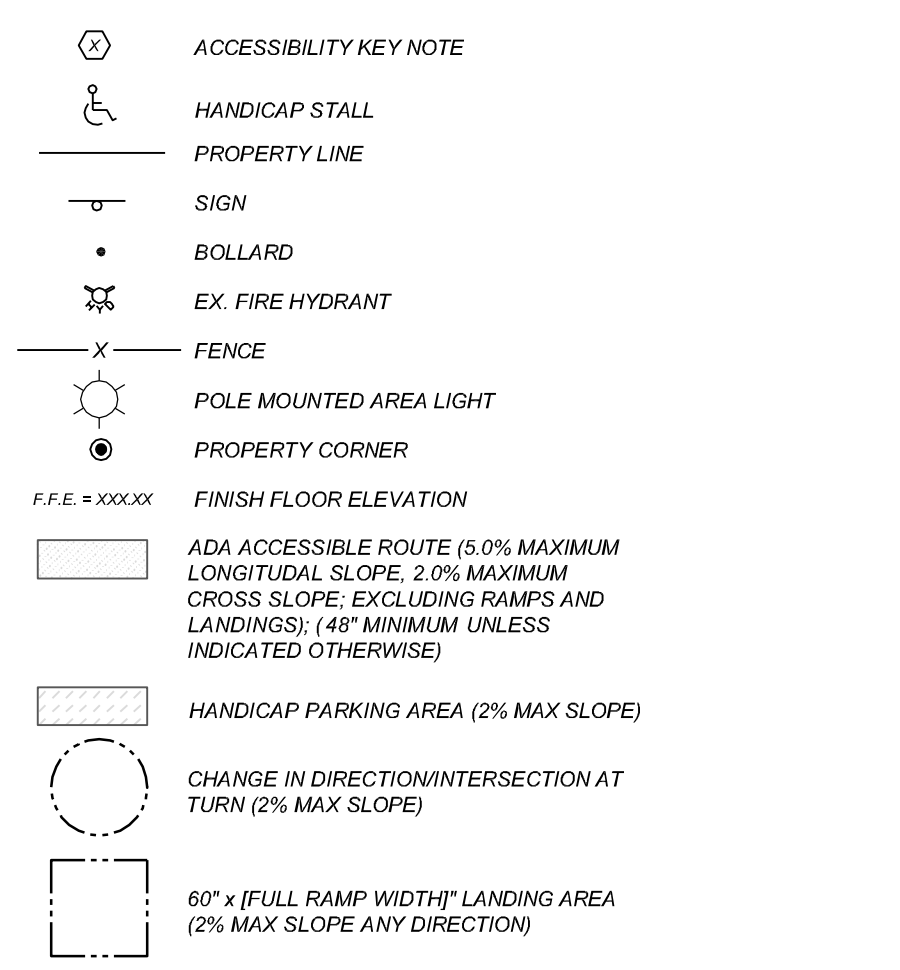 X ACCESSIBILITY KEY NOTE
HANDICAP STALL
PROPERTY LINE
SIGN
BOLLARD
EX. FIRE HYDRANT
X FENCE
POLE MOUNTED AREA LIGHT
PROPERTY CORNER
F.F.E. = XXX.XX FINISH FLOOR ELEVATION
ADA ACCESSIBLE ROUTE (5.0% MAXIMUM
LONGITUDAL SLOPE, 2.0% MAXIMUM
CROSS SLOPE; EXCLUDING RAMPS AND
LANDINGS); (48" MINIMUM UNLESS
INDICATED OTHERWISE)
HANDICAP PARKING AREA (2% MAX SLOPE)
CHANGE IN DIRECTION/INTERSECTION AT
TURN (2% MAX SLOPE)
60" x [FULL RAMP WIDTH]" LANDING AREA
(2% MAX SLOPE ANY DIRECTION)